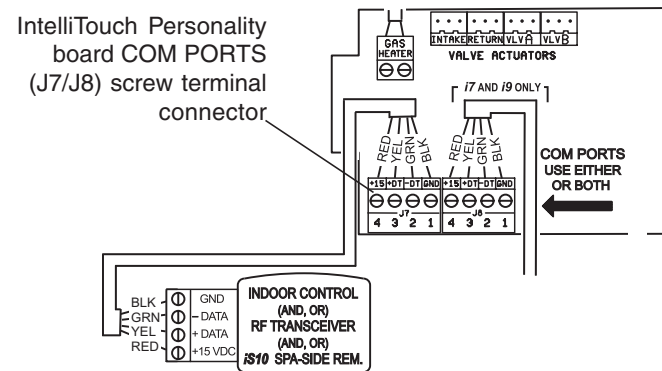 IntelliTouch Personality
board COM PORTS
(J7/J8) screw terminal
connector
GAS
HEATER
INTAKE RETURN VLVA VLVB
VALVE ACTUATORS
i7 AND i9 ONLY
RED YEL GRN BLK
RED YEL GRN BLK
+15 +DT -DT GND
J7
4 3 2 1
+15 +DT -DT GND
J8
4 3 2 1
COM PORTS
USE EITHER
OR BOTH
BLK GND
GRN – DATA
YEL + DATA
RED +15 VDC
INDOOR CONTROL
(AND, OR)
RF TRANSCEIVER
(AND, OR)
iS10 SPA-SIDE REM.